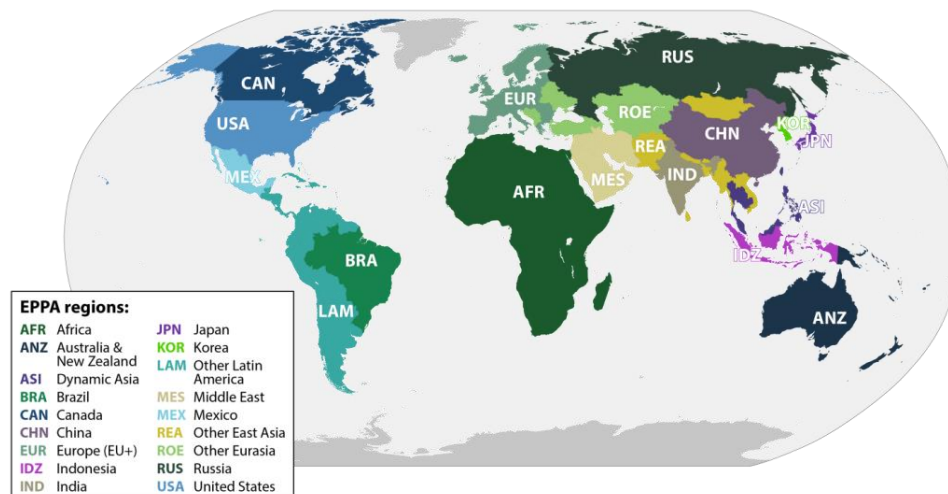 RUS
CAN
EUR
ROE
USA
CHN
KOR
JPN
REA
IND
MEX
MES
AFR
ASI
IDZ
BRA
LAM
ANZ
EPPA regions:
AFR Africa
ANZ Australia &
New Zealand
ASI Dynamic Asia
BRA Brazil
CAN Canada
CHN China
EUR Europe (EU+)
IDZ Indonesia
IND India
JPN Japan
KOR Korea
LAM Other Latin
America
MES Middle East
MEX Mexico
REA Other East Asia
ROE Other Eurasia
RUS Russia
USA United States